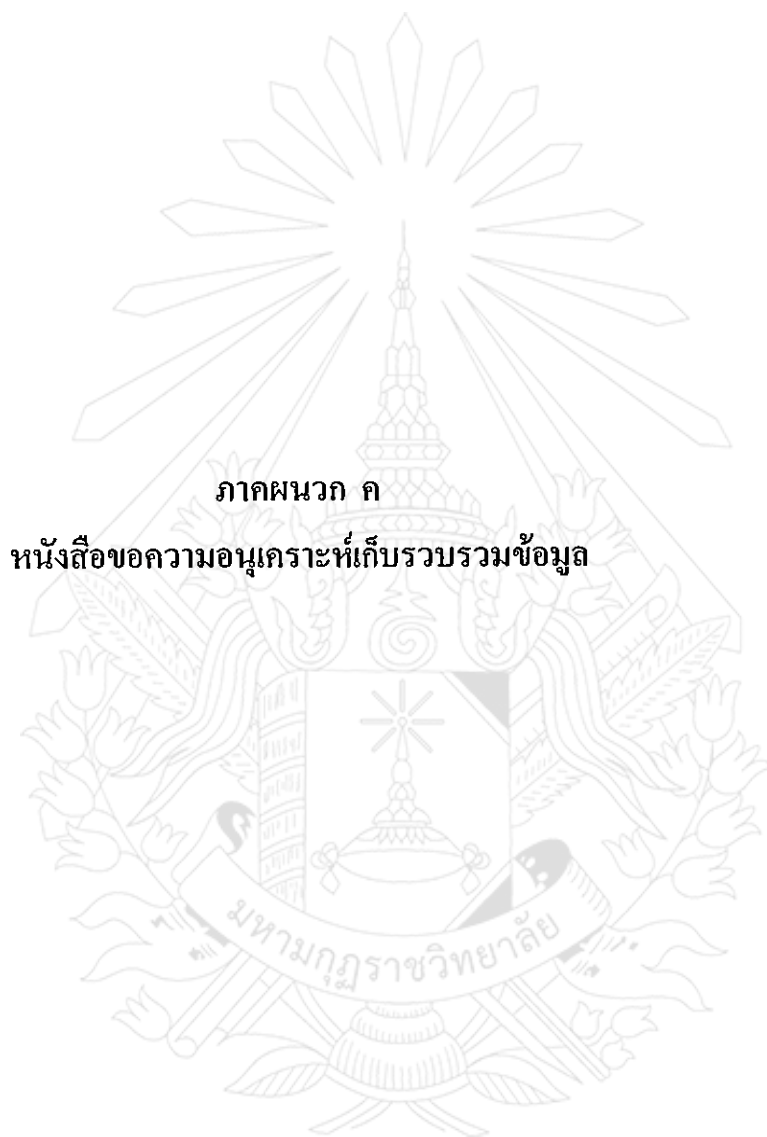 ภาคผนวก ค
หนังสือขอความอนุเคราะห์เก็บรวบรวมข้อมูล
มหามกุฏราชวิทยาลัย